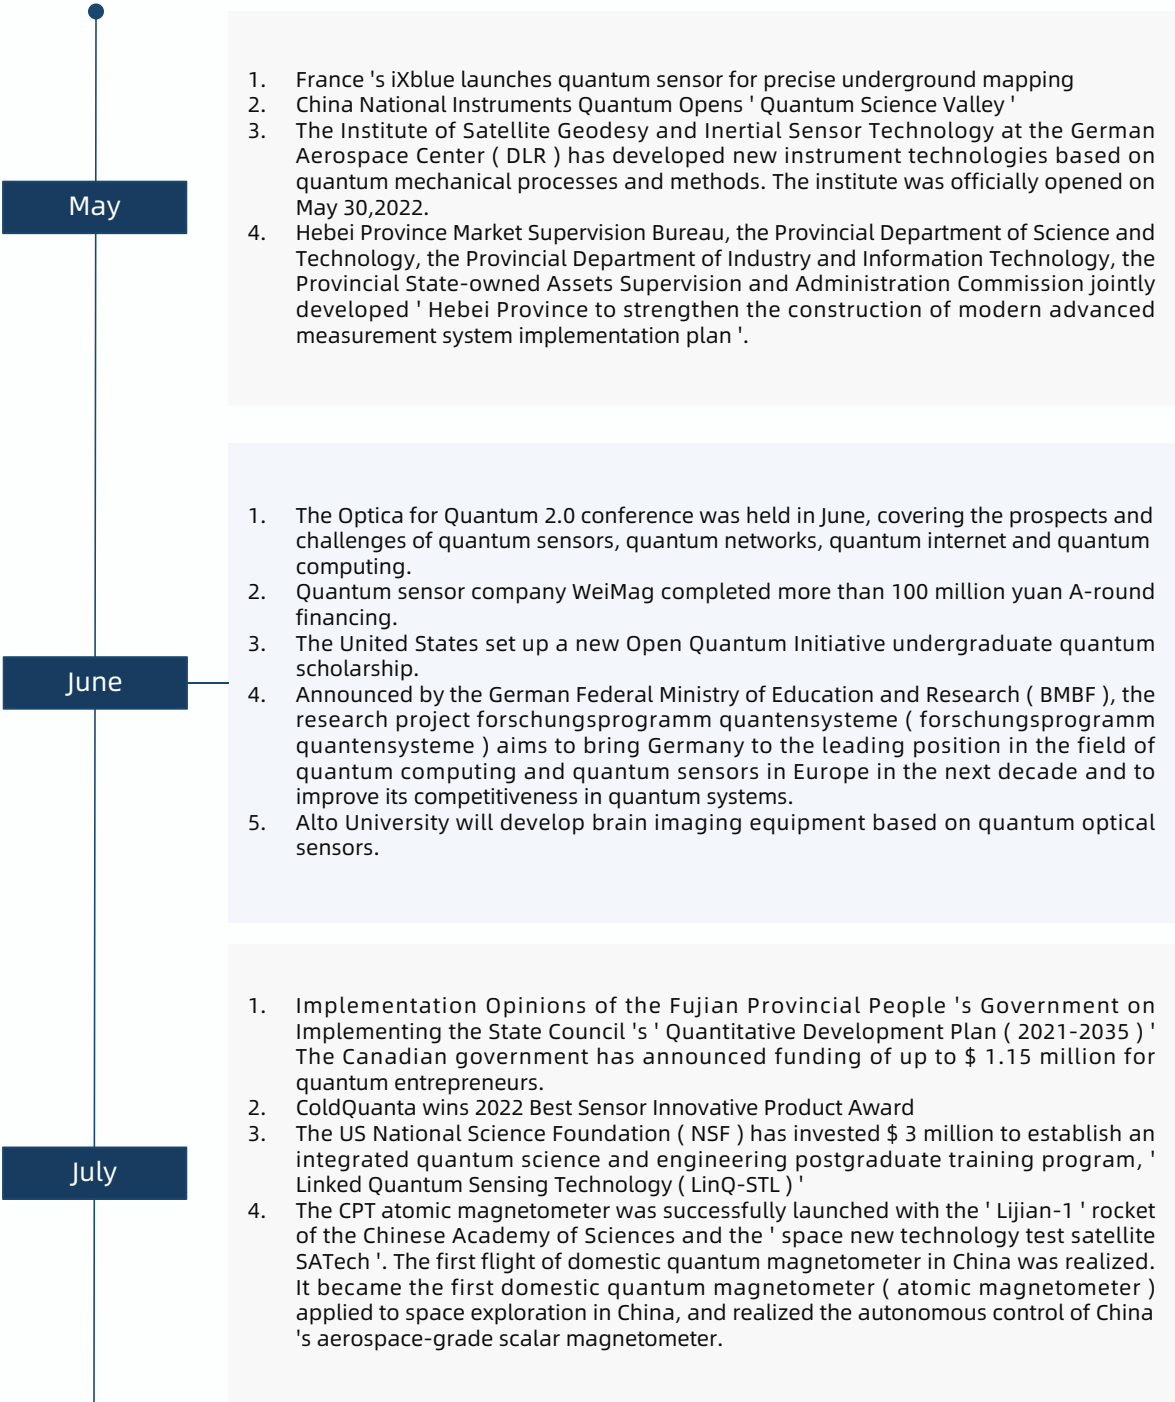 May
1. France 's iXblue launches quantum sensor for precise underground mapping
2. China National Instruments Quantum Opens ' Quantum Science Valley '
3. The Institute of Satellite Geodesy and Inertial Sensor Technology at the German
Aerospace Center ( DLR ) has developed new instrument technologies based on
quantum mechanical processes and methods. The institute was officially opened on
May 30,2022.
4. Hebei Province Market Supervision Bureau, the Provincial Department of Science and
Technology, the Provincial Department of Industry and Information Technology, the
Provincial State-owned Assets Supervision and Administration Commission jointly
developed ' Hebei Province to strengthen the construction of modern advanced
measurement system implementation plan '.
June
1. The Optica for Quantum 2.0 conference was held in June, covering the prospects and
challenges of quantum sensors, quantum networks, quantum internet and quantum
computing.
2. Quantum sensor company WeiMag completed more than 100 million yuan A-round
financing.
3. The United States set up a new Open Quantum Initiative undergraduate quantum
scholarship.
4. Announced by the German Federal Ministry of Education and Research ( BMBF ), the
research project forschungsprogramm quantensysteme ( forschungsprogramm
quantensysteme ) aims to bring Germany to the leading position in the field of
quantum computing and quantum sensors in Europe in the next decade and to
improve its competitiveness in quantum systems.
5. Alto University will develop brain imaging equipment based on quantum optical
sensors.
July
1. Implementation Opinions of the Fujian Provincial People 's Government on
Implementing the State Council 's ' Quantitative Development Plan ( 2021-2035 ) '
The Canadian government has announced funding of up to $ 1.15 million for
quantum entrepreneurs.
2. ColdQuanta wins 2022 Best Sensor Innovative Product Award
3. The US National Science Foundation ( NSF ) has invested $ 3 million to establish an
integrated quantum science and engineering postgraduate training program, '
Linked Quantum Sensing Technology ( LinQ-STL ) '
4. The CPT atomic magnetometer was successfully launched with the ' Lijian-1 ' rocket
of the Chinese Academy of Sciences and the ' space new technology test satellite
SATech '. The first flight of domestic quantum magnetometer in China was realized.
It became the first domestic quantum magnetometer ( atomic magnetometer )
applied to space exploration in China, and realized the autonomous control of China
's aerospace-grade scalar magnetometer.